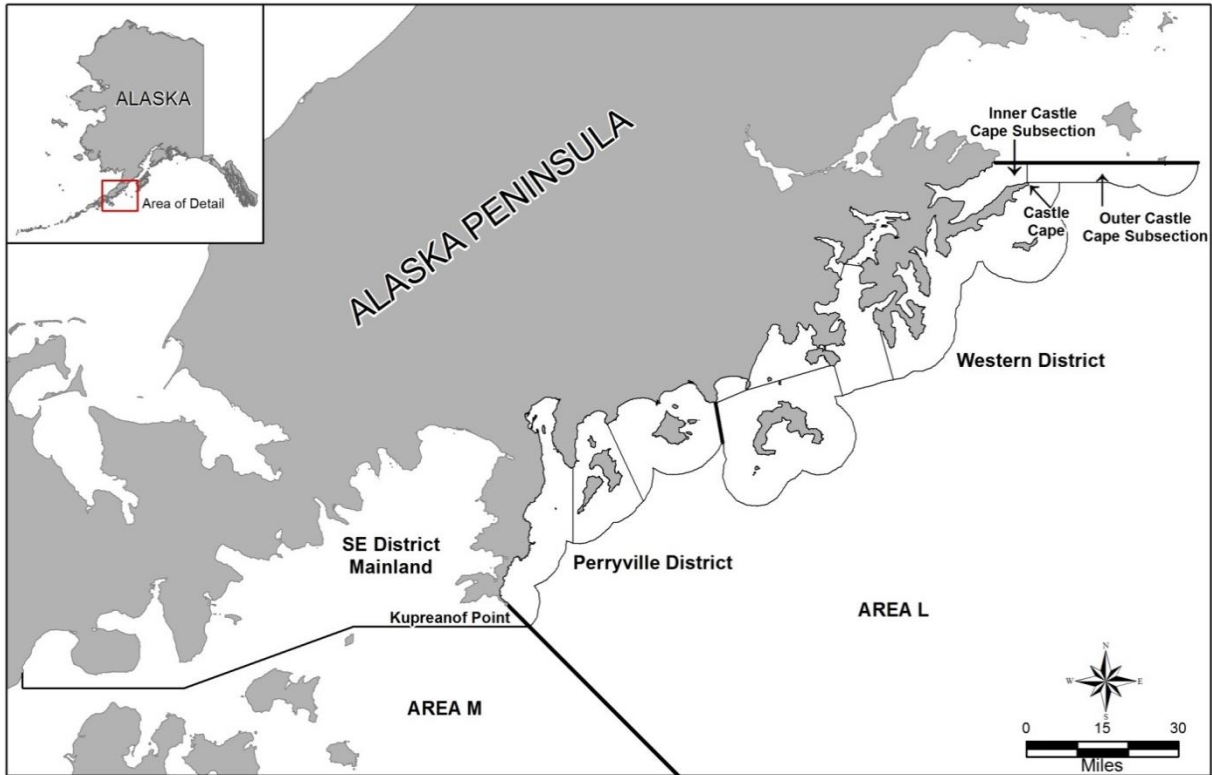 ALASKA
Area of Detail
ALASKA PENINSULA
Inner Castle
Cape Subsection
Castle
Cape
Outer Castle
Cape Subsection
Western District
SE District
Mainland
Perryville District
Kupreanof Point
AREA L
AREA M
N
W
E
S
0
15
30
Miles